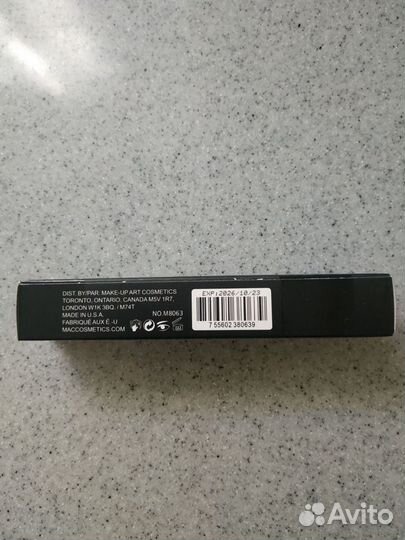 DIST BY/PAR: MAKE-UP ART COSMETICS
TORONTO, ONTARIO. CANADA M5V 1R7,
LONDON W1K 3BQ. / M74T
MADE IN U.S.A.
NO.M8063
FABRIQUÉ AUX É -U
MACCOSMETICS.COM
EXP:2026/10/23
7 55602 380639
Avito